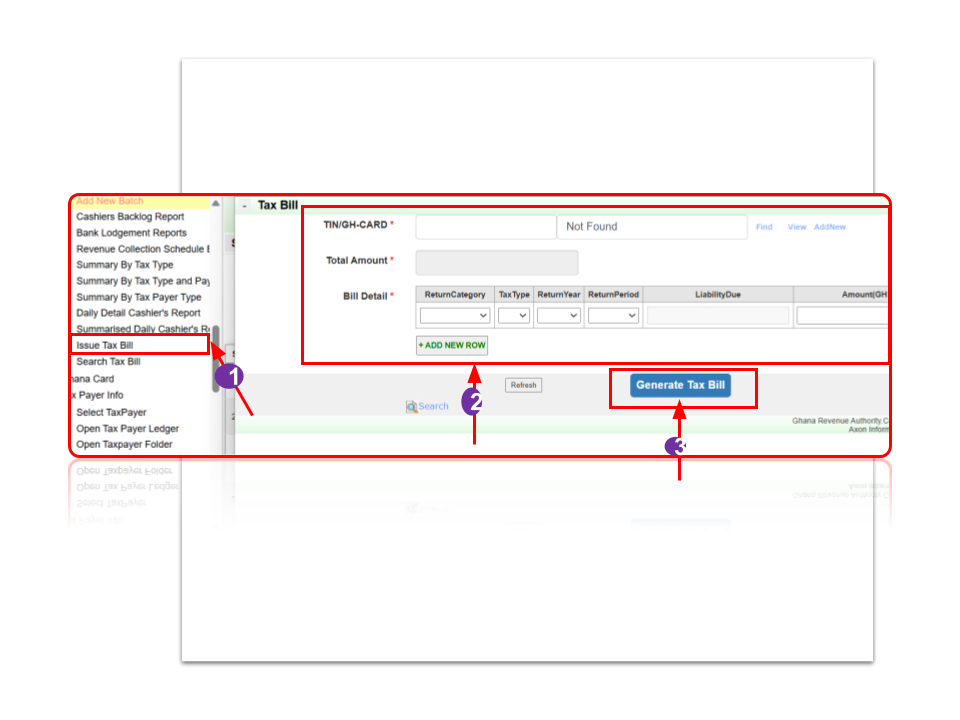 Add New Batch
Cashiers Backlog Report
Bank Lodgement Reports
Revenue Collection Schedule
Summary By Tax Type
Summary By Tax Type and Pay
Summary By Tax Payer Type
Daily Detail Cashier's Report
Summarised Daily Cashier's Re
Issue Tax Bill
Search Tax Bill
hana Card
x Payer Info
Select TaxPayer
Open Tax Payer Ledger
Open Taxpayer Folder
1
- Tax Bill
TIN/GH-CARD * Not Found Find View AddNew
Total Amount *
Bill Detail * ReturnCategory TaxType ReturnYear ReturnPeriod LiabilityDue Amount(GH
+ ADD NEW ROW
2
Refresh Generate Tax Bill
Search
3
Ghana Revenue Authority.C
Axon Inform